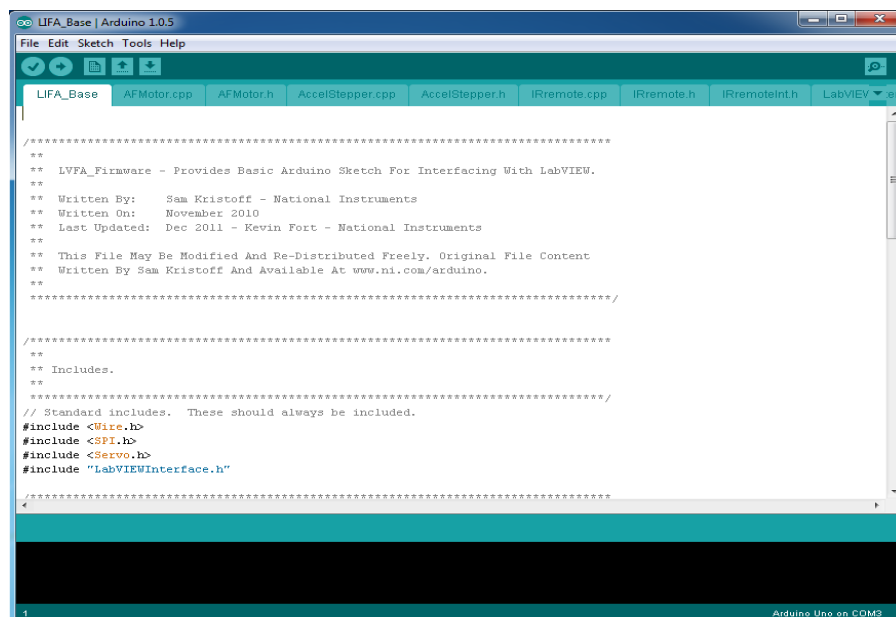 LIFA_Base | Arduino 1.0.5
File Edit Sketch Tools Help
LIFA_Base AFMotor.cpp AFMotor.h AccelStepper.cpp AccelStepper.h IRremote.cpp IRremote.h IRremoteInt.h LabVIEW
/*******************************************************************************
**
** LVFA_Firmware - Provides Basic Arduino Sketch For Interfacing With LabVIEW.
**
** Written By: Sam Kristoff - National Instruments
** Written On: November 2010
** Last Updated: Dec 2011 - Kevin Fort - National Instruments
**
** This File May Be Modified And Re-Distributed Freely. Original File Content
** Written By Sam Kristoff And Available At www.ni.com/arduino.
**
*******************************************************************************/
/*******************************************************************************
**
** Includes.
**
*******************************************************************************/
// Standard includes. These should always be included.
#include <Wire.h>
#include <SPI.h>
#include <Servo.h>
#include "LabVIEWInterface.h"
/*******************************************************************************
1
Arduino Uno on COM3